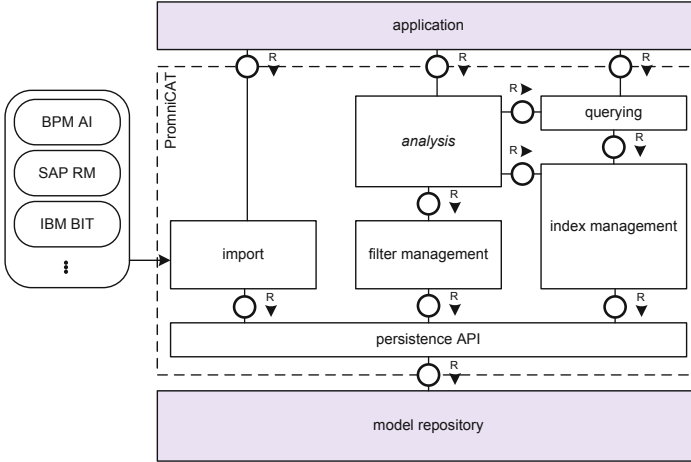 application
R
R
R
PromniCAT
BPM AI
SAP RM
IBM BIT
analysis
R
querying
R
R
R
import
filter management
index management
R
R
R
persistence API
R
model repository